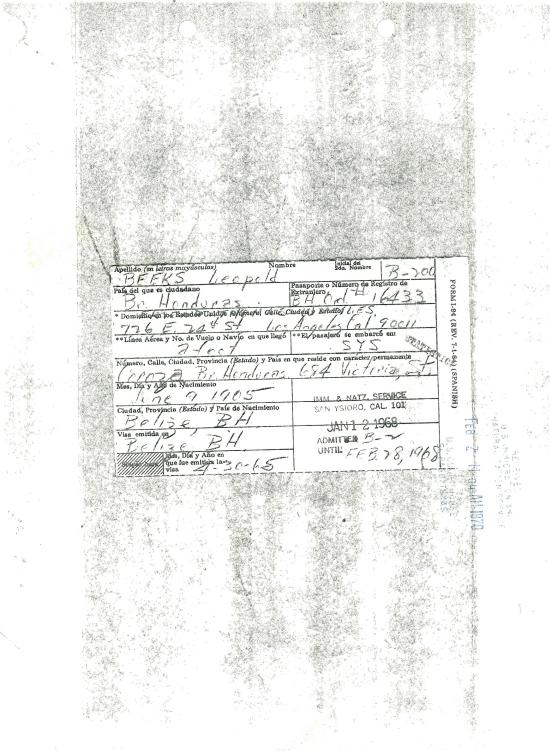 Apellido (en letras mayúsculas) Nombre Inicial del 2do. Nombre
BEEKS Leopold B-200
País del que es ciudadano Pasaporte o Número de Registro de Extranjero
Br. Honduras BH Ord # 16433
* Domicilio en los Estados Unidos (Número, Calle, Ciudad y Estado)
776 E. 24th St Los Angeles Cal 90011
**Línea Aérea y No. de Vuelo o Navío en que llegó **El pasajero se embarcó en:
afoot SYS
Número, Calle, Ciudad, Provincia (Estado) y País en que reside con carácter permanente
Br. Honduras 684 Victoria
Mes, Día y Año de Nacimiento
June 9 1905
Ciudad, Provincia (Estado) y País de Nacimiento
Belize, BH
Visa emitida en
Belize BH
Mes, Día y Año en que fue emitida la visa
4-30-65
IMM & NATZ. SERVICE
SAN YSIDRO, CAL 101
JAN 12 1968
ADMITTED B-2
UNTIL: FEB 28, 1968
FORM I-94 (REV. 7-1-64) (SPANISH)